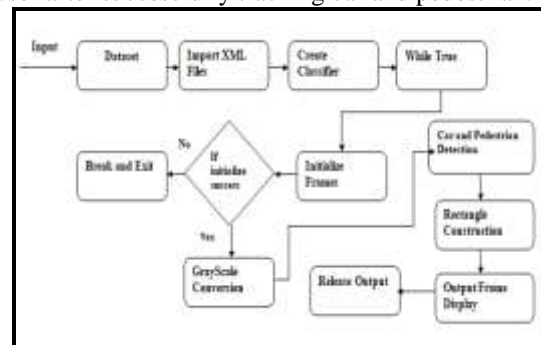 Input
Dataset
Import XML
Files
Create
Classifier
While True
Car and Pedestrian
Detection
No
If
initialize
success
Break and Exit
Initialize
Frames
Rectangle
Construction
Yes
GrayScale
Conversion
Release Output
Output Frame
Display